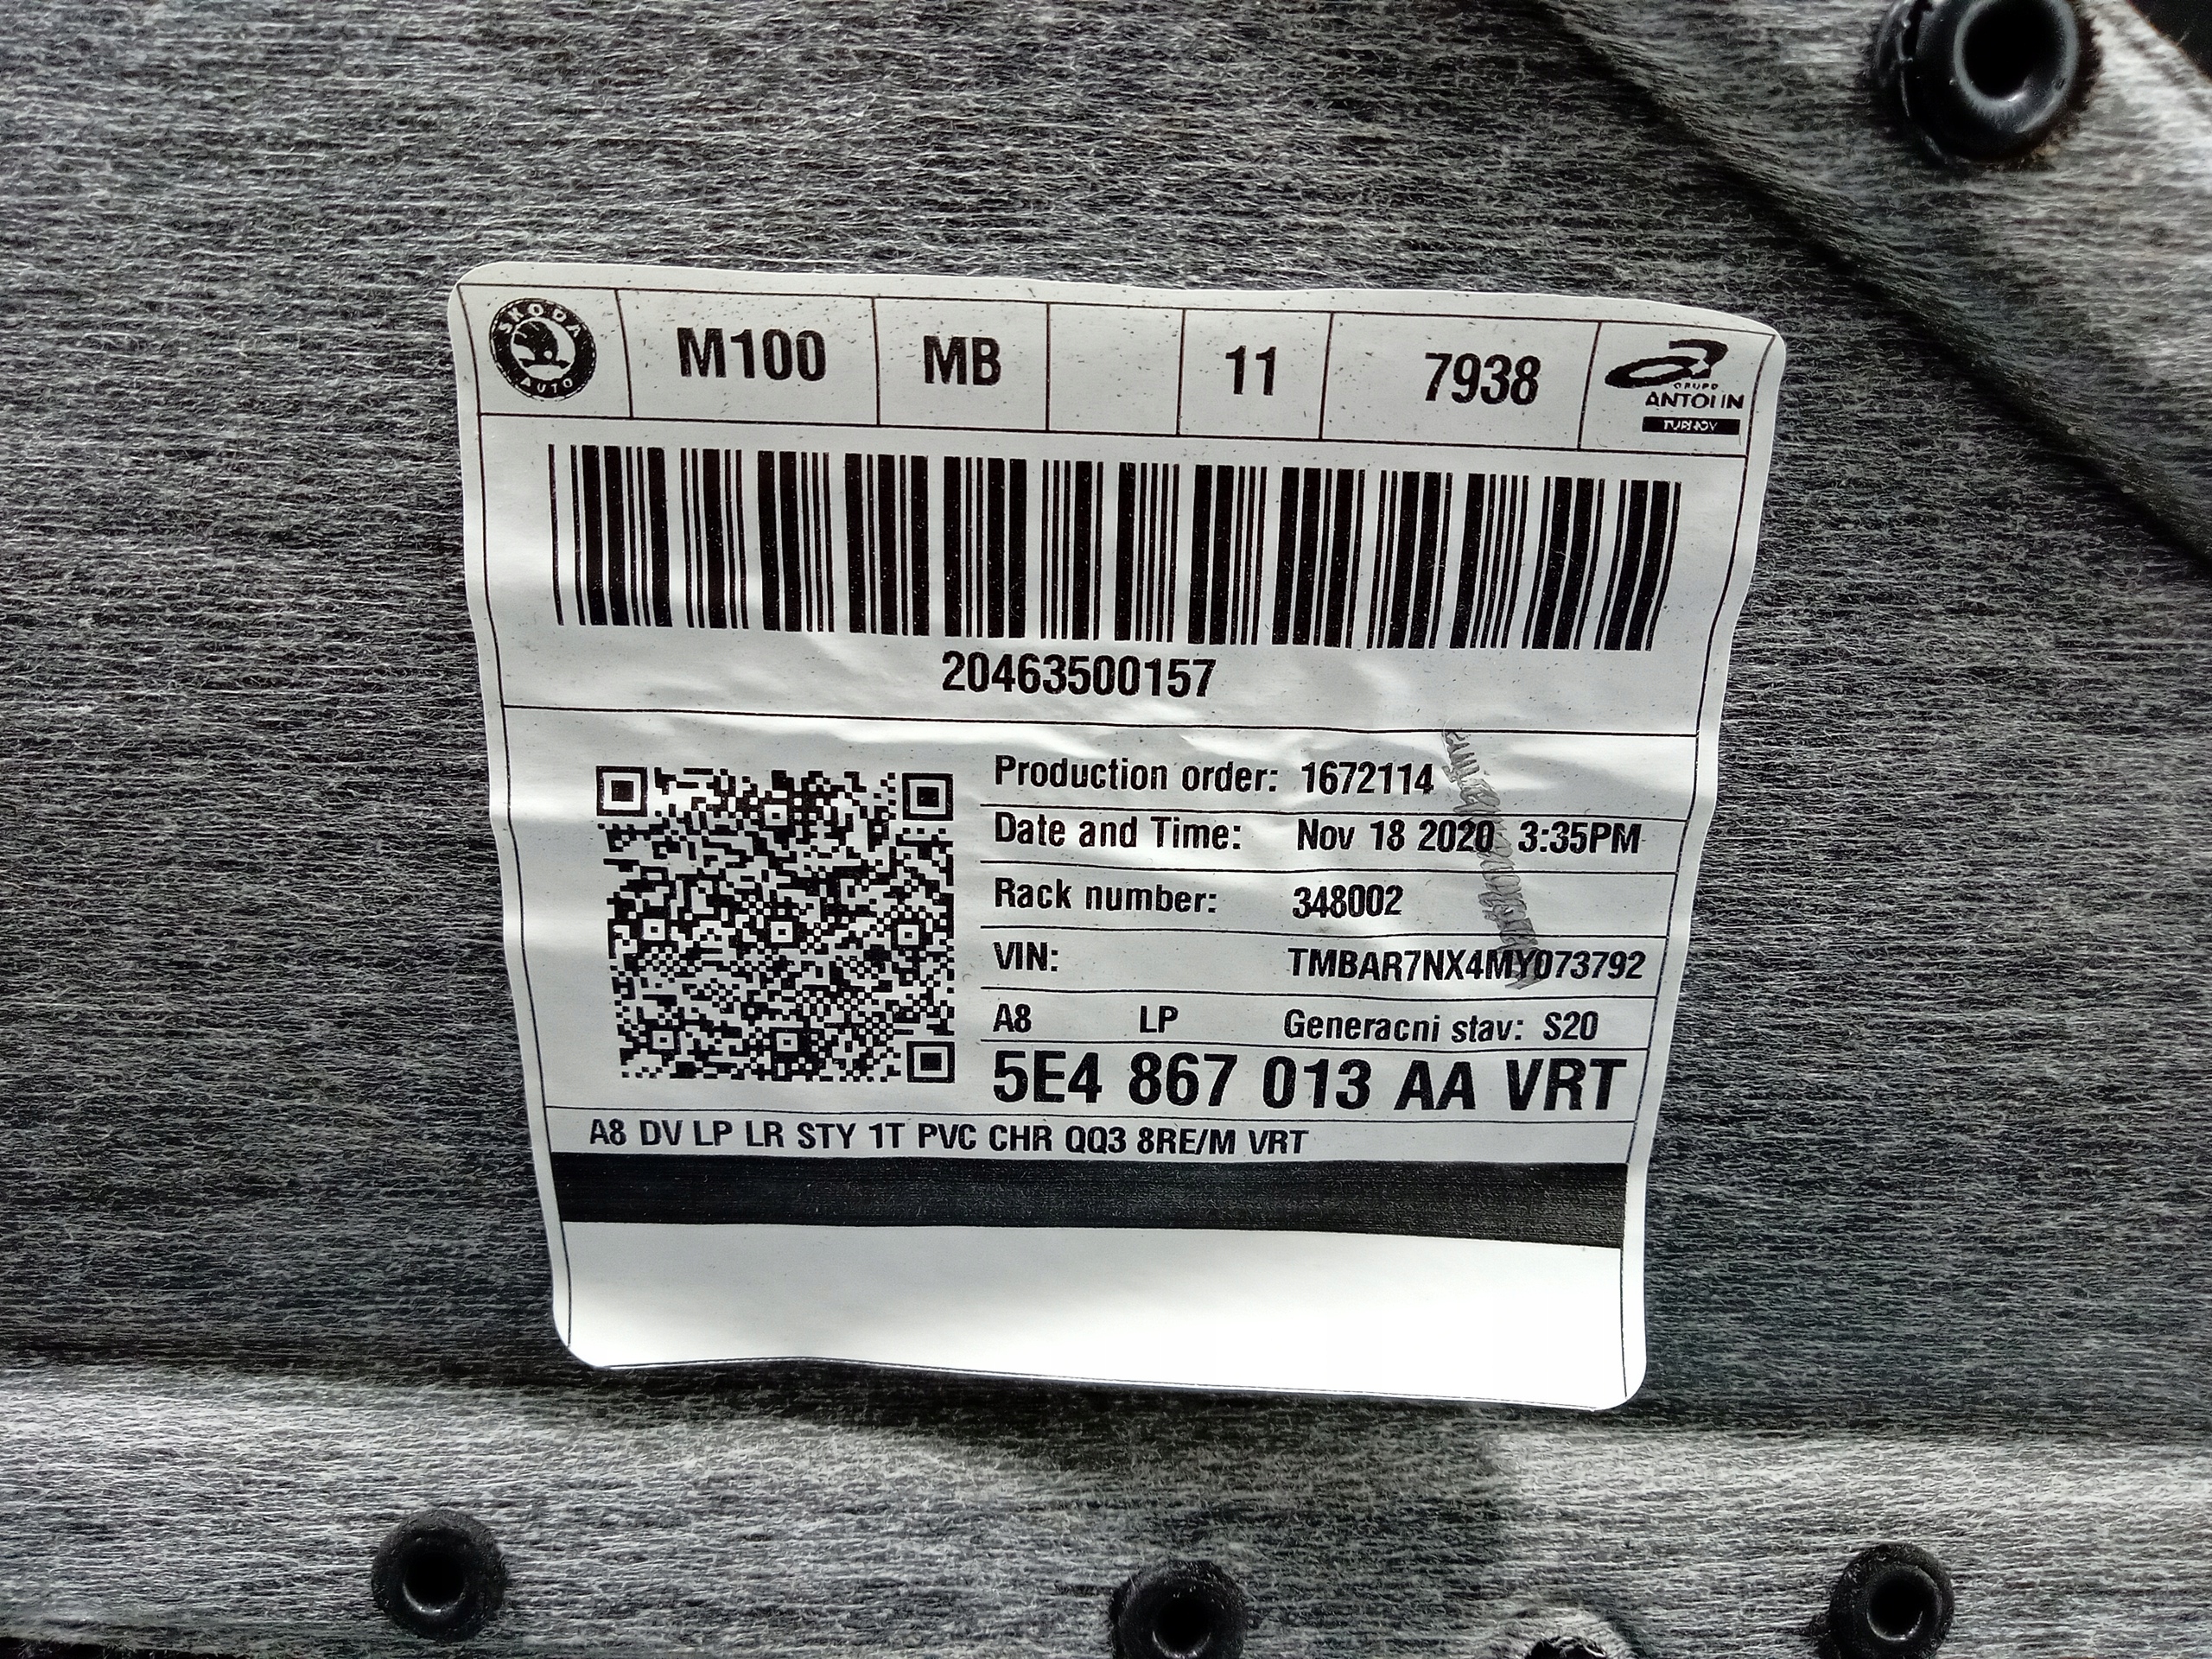 SKODA AUTO M100 MB 11 7938 GRUPO ANTOLIN TURNOV
20463500157
Production order: 1672114
Date and Time: Nov 18 2020 3:35PM
Rack number: 348002
VIN: TMBAR7NX4MY073792
A8 LP Generacni stav: S20
5E4 867 013 AA VRT
A8 DV LP LR STY 1T PVC CHR QQ3 8RE/M VRT